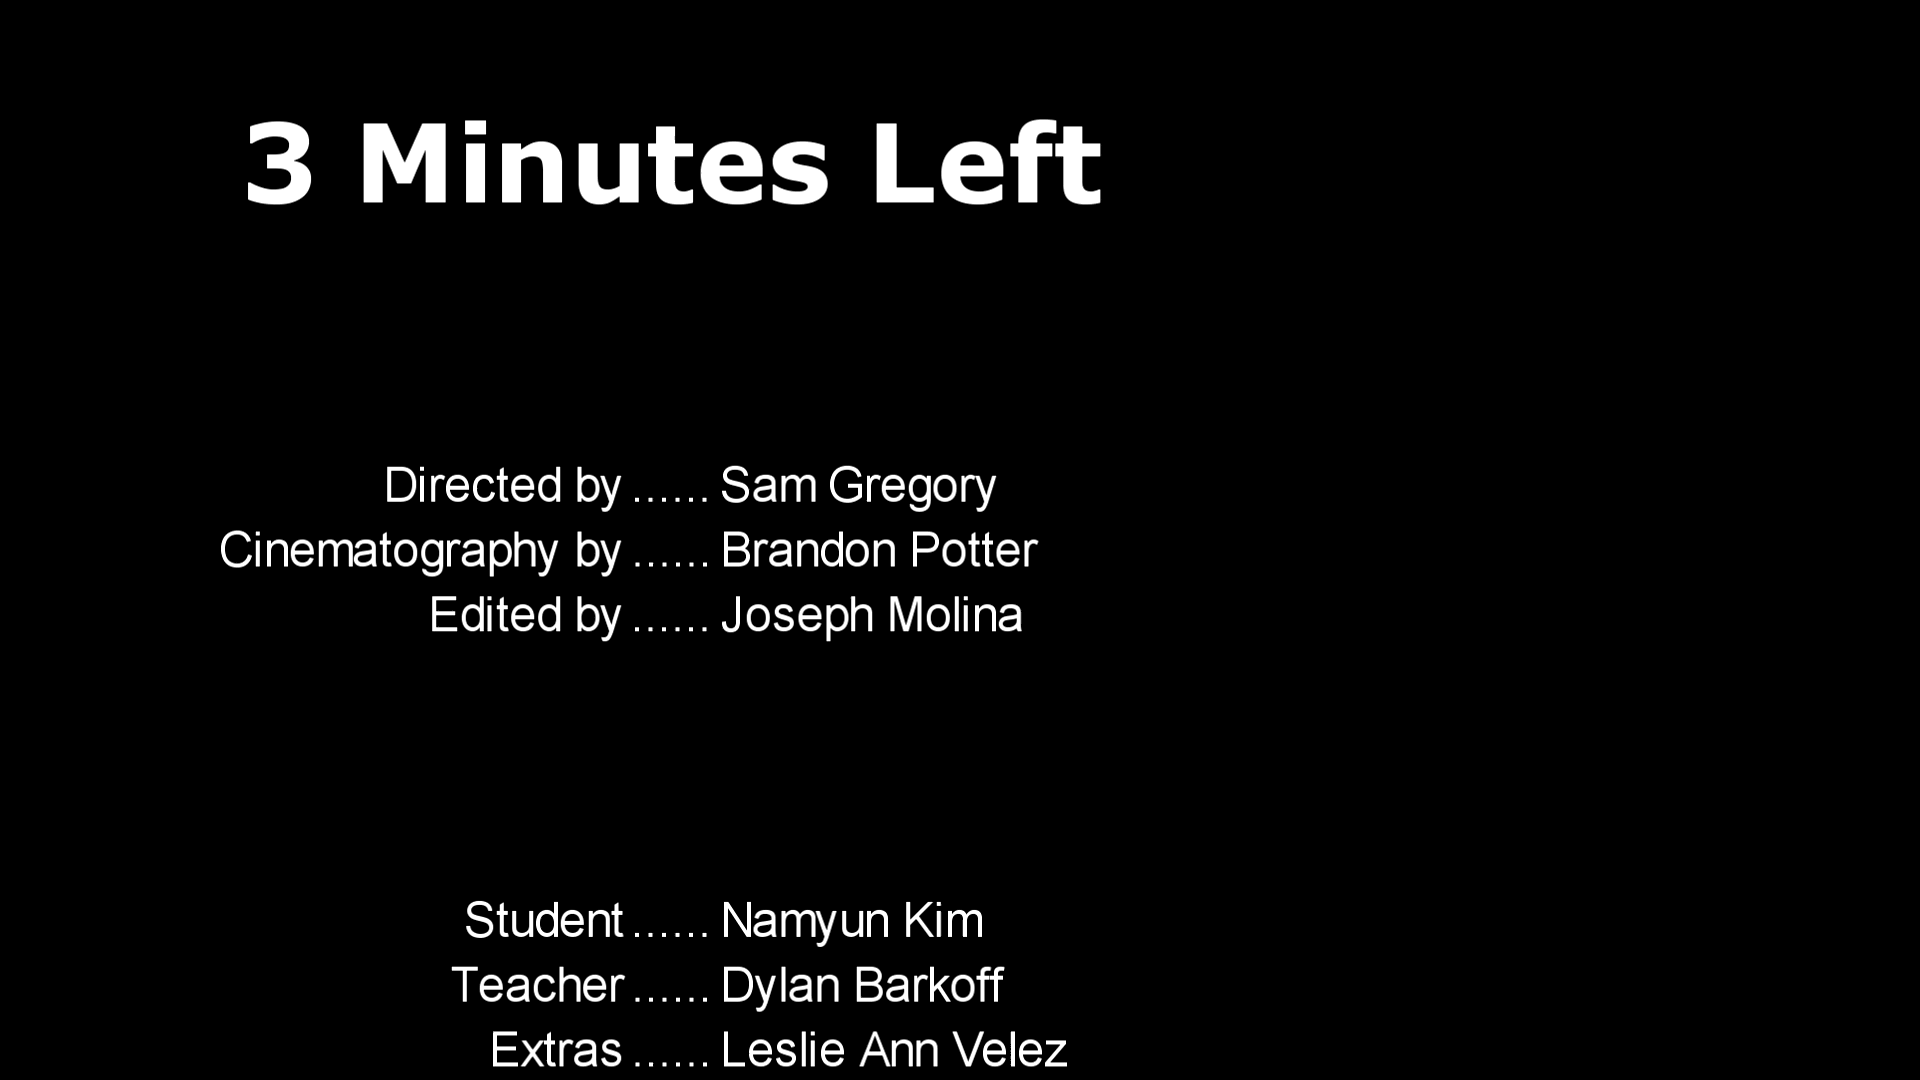 3 Minutes Left
Directed by ...... Sam Gregory
Cinematography by ...... Brandon Potter
Edited by ...... Joseph Molina
Student ...... Namyun Kim
Teacher ...... Dylan Barkoff
Extras ...... Leslie Ann Velez